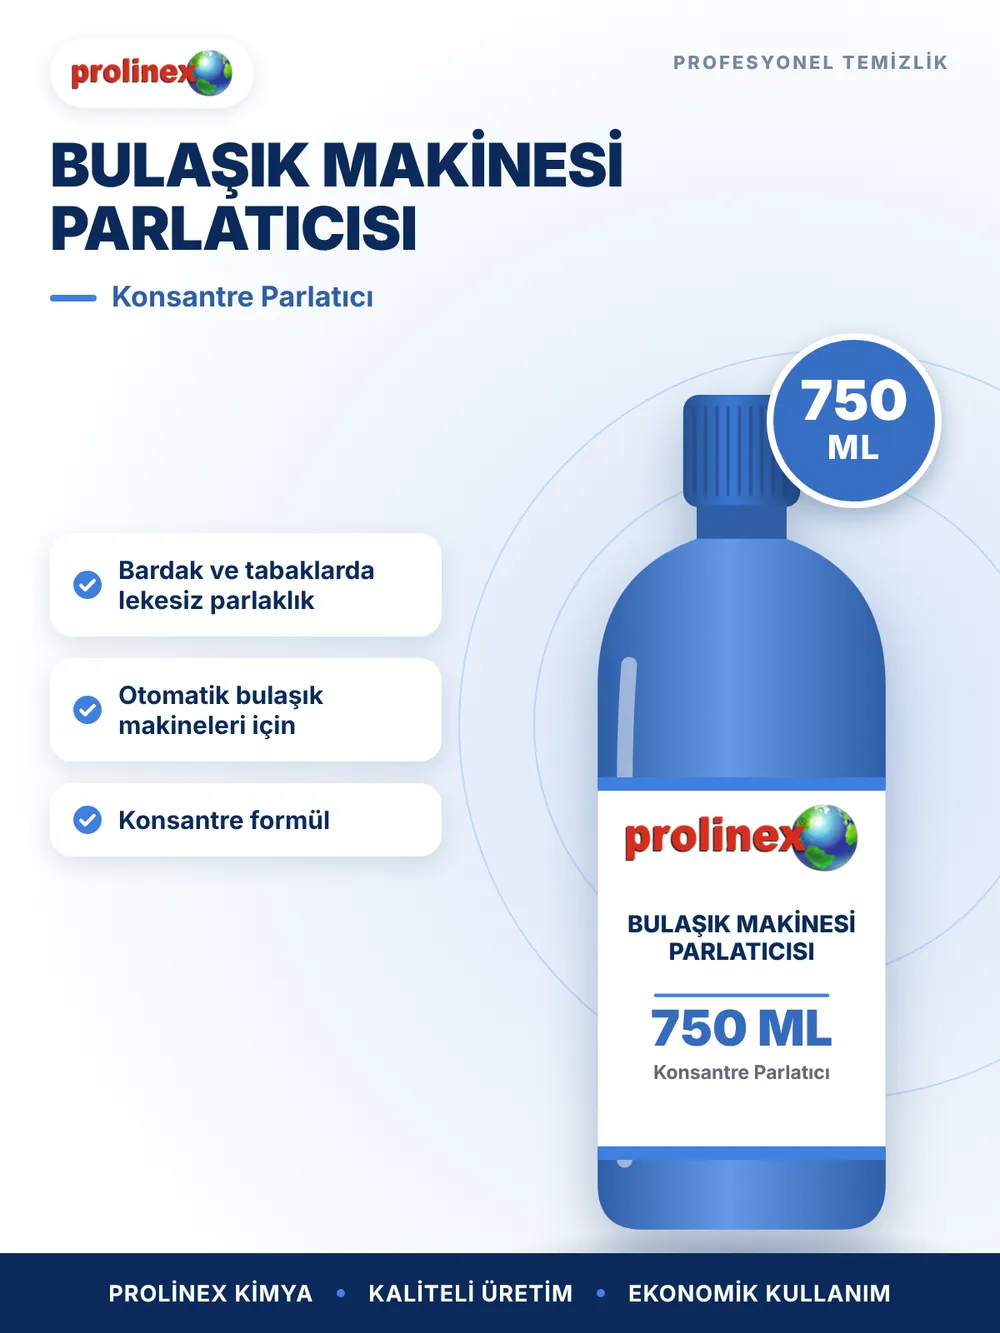 prolinex
PROFESYONEL TEMİZLİK
BULAŞIK MAKİNESİ
PARLATICISI
Konsantre Parlatıcı
750
ML
Bardak ve tabaklarda
lekesiz parlaklık
Otomatik bulaşık
makineleri için
Konsantre formül
prolinex
BULAŞIK MAKİNESİ
PARLATICISI
750 ML
Konsantre Parlatıcı
PROLİNEX KİMYA • KALİTELİ ÜRETİM • EKONOMİK KULLANIM